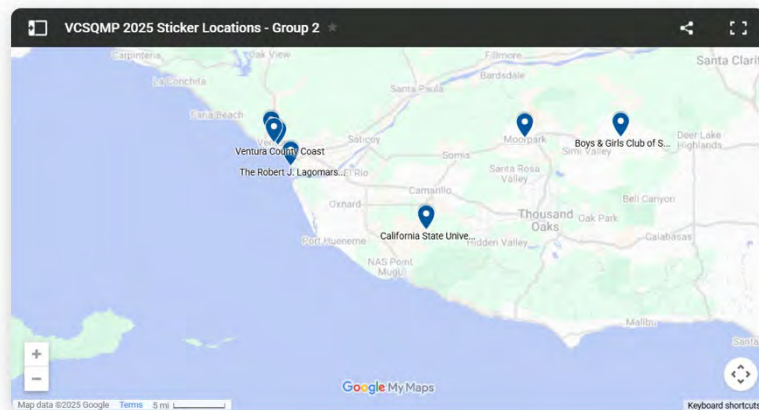 VCSQMP 2025 Sticker Locations - Group 2
Carpinteria
Oak View
Fillmore
Santa Clarit
La Conchita
Santa Paula
Bardsdale
Faria Beach
Saticoy
Moorpark
Simi Valley
Deer Lake
Highlands
Boys & Girls Club of S...
Ventura County Coast
Somis
The Robert J. Lagomars...
El Rio
Santa Rosa
Valley
Camarillo
Bell Canyon
Oxnard
Thousand
Oaks
Oak Park
California State Unive...
Hidden Valley
Calabasas
Port Hueneme
NAS Point
Mugu
Malibu
Santa
+
−
Google My Maps
Map data ©2025 Google Terms 5 mi
Keyboard shortcuts